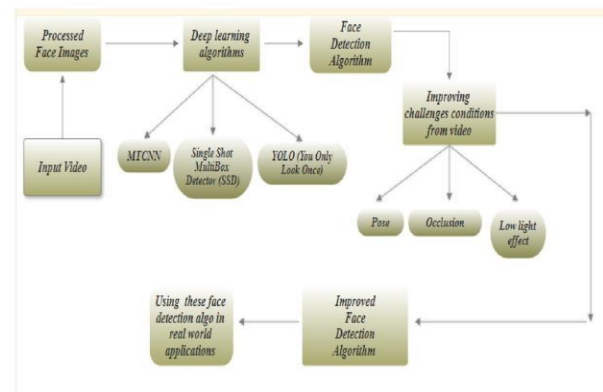 Processed
Face Images
Deep learning
algorithms
Face
Detection
Algorithm
Improving
challenges conditions
from video
Input Video
MTCNN
Single Shot
MultiBox
Detector (SSD)
YOLO (You Only
Look Once)
Pose
Occlusion
Low light
effect
Using these face
detection algo in
real world
applications
Improved
Face
Detection
Algorithm